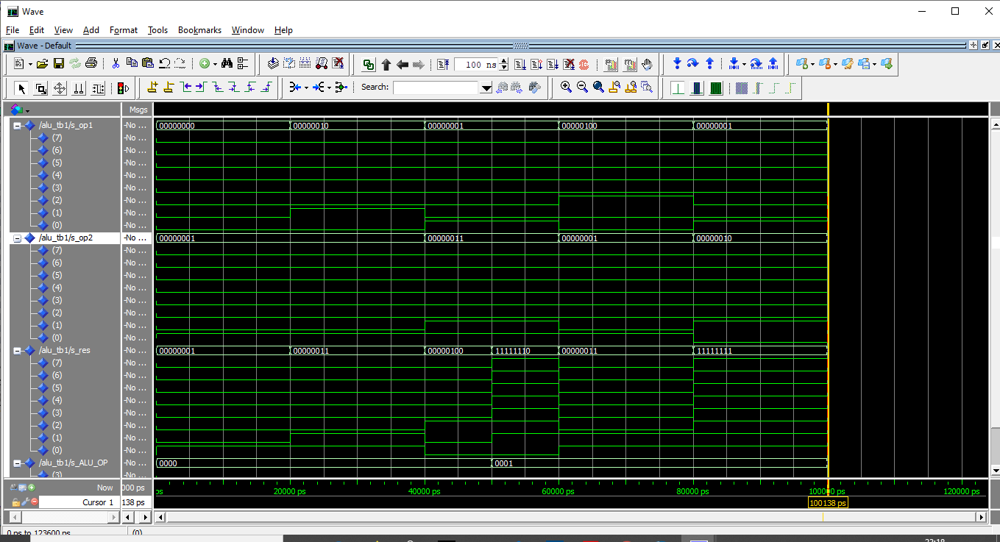 Wave
File Edit View Add Format Tools Bookmarks Window Help
Wave - Default
100 ns
Search:
Msgs
/alu_tb1/s_op1 -No ... 00000000 00000010 00000001 00000100 00000001
(7) -No ...
(6) -No ...
(5) -No ...
(4) -No ...
(3) -No ...
(2) -No ...
(1) -No ...
(0) -No ...
/alu_tb1/s_op2 -No ... 00000001 00000011 00000001 00000010
(7) -No ...
(6) -No ...
(5) -No ...
(4) -No ...
(3) -No ...
(2) -No ...
(1) -No ...
(0) -No ...
/alu_tb1/s_res -No ... 00000001 00000011 00000100 11111110 00000011 11111111
(7) -No ...
(6) -No ...
(5) -No ...
(4) -No ...
(3) -No ...
(2) -No ...
(1) -No ...
(0) -No ...
/alu_tb1/s_ALU_OP -No ... 0000 0001
(3) -No ...
Now 000 ps ps 20000 ps 40000 ps 60000 ps 80000 ps 100000 ps 120000 ps
Cursor 1 138 ps 100138 ps
0 ps to 123600 ps (0)
22:18